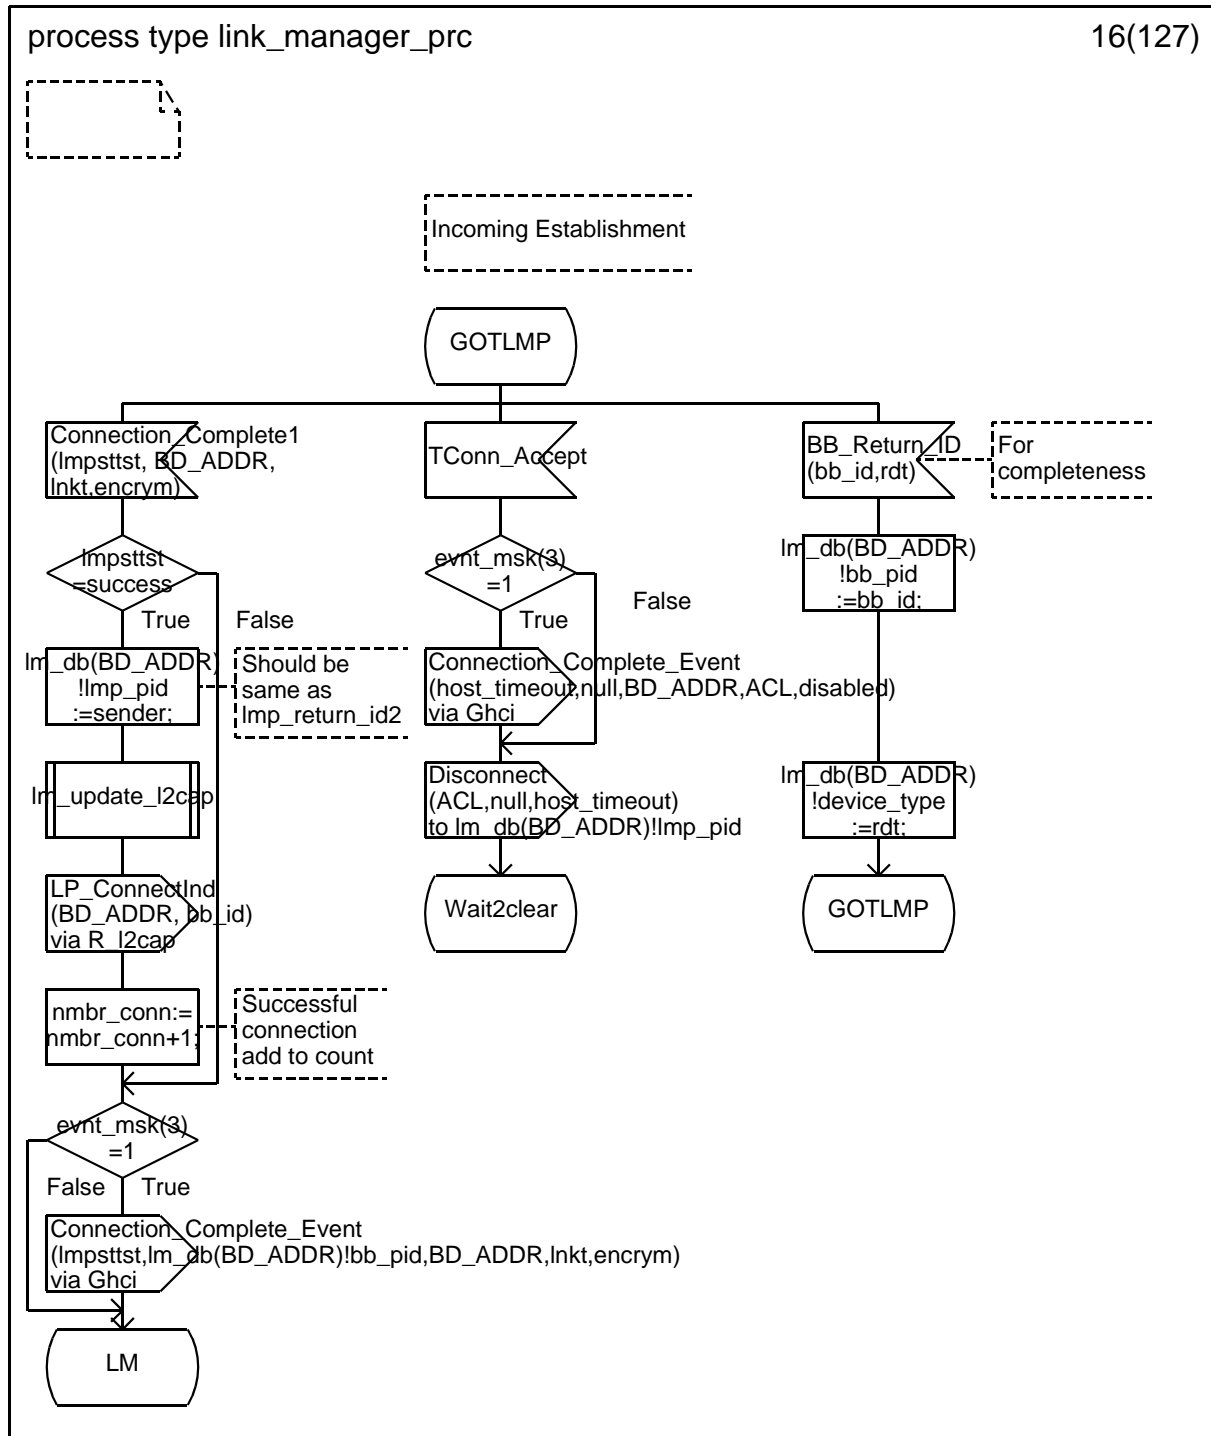 process type link_manager_prc
16(127)
Incoming Establishment
GOTLMP
Connection_Complete1
(lmpsttst, BD_ADDR,
lnkt,encrym)
TConn_Accept
BB_Return_ID
(bb_id,rdt)
For
completeness
lmpsttst
=success
True
False
evnt_msk(3)
=1
True
False
lm_db(BD_ADDR)
!bb_pid
:=bb_id;
lm_db(BD_ADDR)
!lmp_pid
:=sender;
Should be
same as
lmp_return_id2
Connection_Complete_Event
(host_timeout,null,BD_ADDR,ACL,disabled)
via Ghci
lm_update_l2cap
Disconnect
(ACL,null,host_timeout)
to lm_db(BD_ADDR)!lmp_pid
lm_db(BD_ADDR)
!device_type
:=rdt;
LP_ConnectInd
(BD_ADDR, bb_id)
via R_l2cap
Wait2clear
GOTLMP
nmbr_conn:=
nmbr_conn+1;
Successful
connection
add to count
evnt_msk(3)
=1
False
True
Connection_Complete_Event
(lmpsttst,lm_db(BD_ADDR)!bb_pid,BD_ADDR,lnkt,encrym)
via Ghci
LM